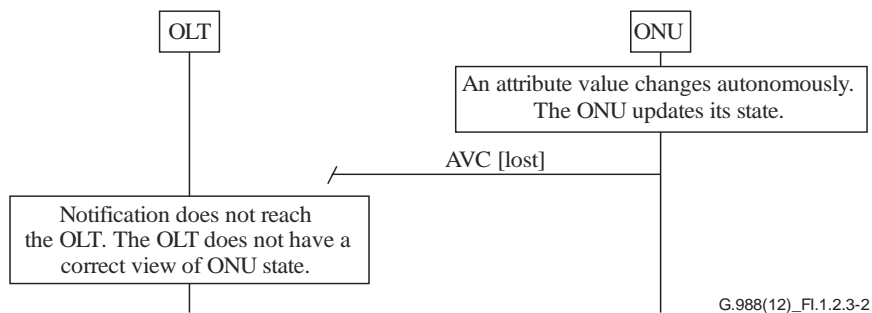 OLT
ONU
An attribute value changes autonomously.
The ONU updates its state.
AVC [lost]
Notification does not reach
the OLT. The OLT does not have a
correct view of ONU state.
G.988(12)_FI.1.2.3-2